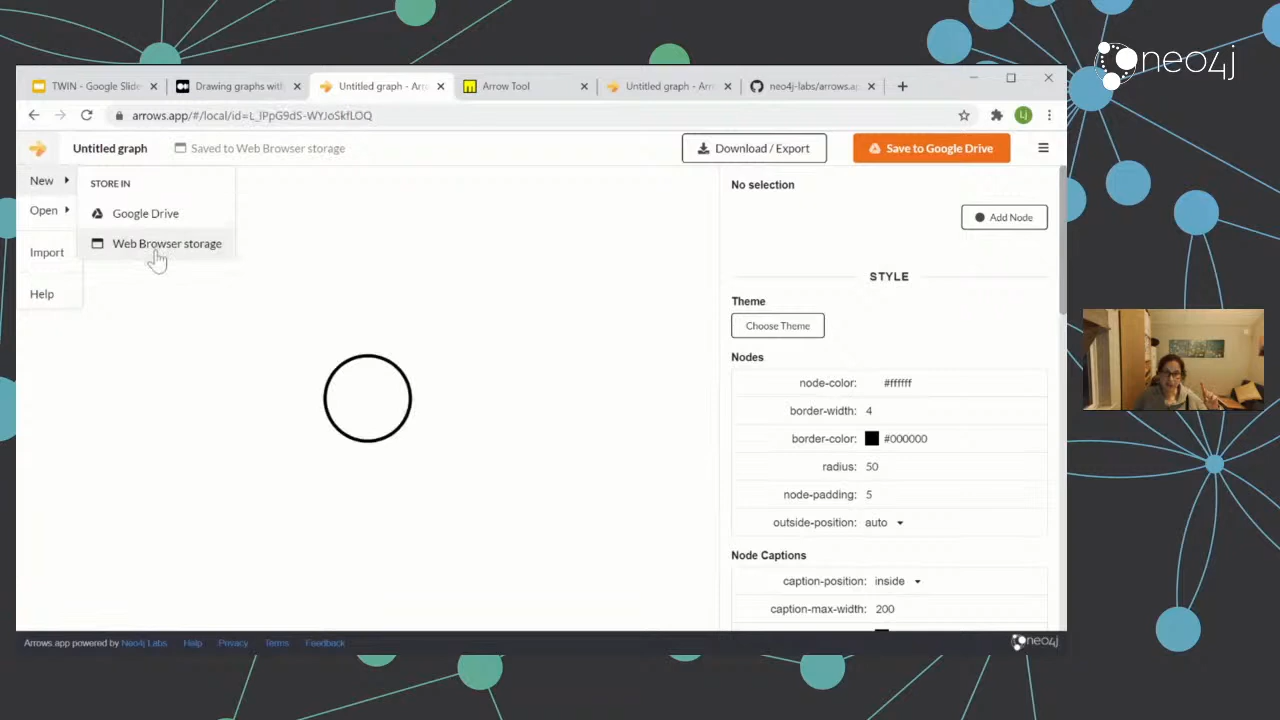 neo4j
TWIN - Google Slide
Drawing graphs with
Untitled graph - Arr
Arrow Tool
Untitled graph - Arr
neo4j-labs/arrows.ap
arrows.app/#/local/id=L_IPpG9dS-WYJoSkfLOQ
LJ
Untitled graph
Saved to Web Browser storage
Download / Export
Save to Google Drive
New
STORE IN
Open
Google Drive
Web Browser storage
Import
Help
No selection
Add Node
STYLE
Theme
Choose Theme
Nodes
node-color: #ffffff
border-width: 4
border-color: #000000
radius: 50
node-padding: 5
outside-position: auto
Node Captions
caption-position: inside
caption-max-width: 200
Arrows.app powered by Neo4j Labs Help Privacy Terms Feedback
neo4j